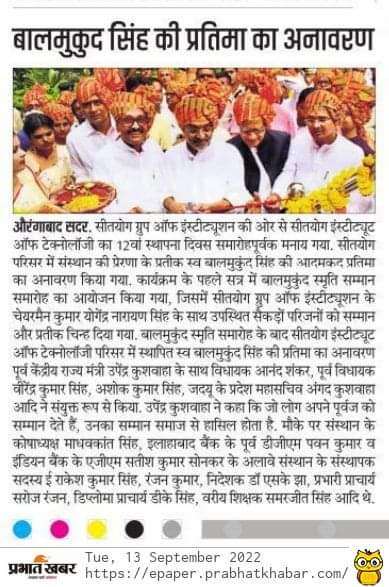 बालमुकुंद सिंह की प्रतिमा का अनावरण
औरंगाबाद सदर. सीतयोग ग्रुप ऑफ इंस्टीट्यूशन की ओर से सीतयोग इंस्टीट्यूट
ऑफ टेक्नोलॉजी का 12वां स्थापना दिवस समारोहपूर्वक मनाय गया. सीतयोग
परिसर में संस्थान की प्रेरणा के प्रतीक स्व बालमुकुंद सिंह की आदमकद प्रतिमा
का अनावरण किया गया. कार्यक्रम के पहले सत्र में बालमुकुंद स्मृति सम्मान
समारोह का आयोजन किया गया, जिसमें सीतयोग ग्रुप ऑफ इंस्टीट्यूशन के
चेयरमैन कुमार योगेंद्र नारायण सिंह के साथ उपस्थित सैकड़ों परिजनों को सम्मान
और प्रतीक चिन्ह दिया गया. बालमुकुंद स्मृति समारोह के बाद सीतयोग इंस्टीट्यूट
ऑफ टेक्नोलॉजी परिसर में स्थापित स्व बालमुकुंद सिंह की प्रतिमा का अनावरण
पूर्व केंद्रीय राज्य मंत्री उपेंद्र कुशवाहा के साथ विधायक आनंद शंकर, पूर्व विधायक
वीरेंद्र कुमार सिंह, अशोक कुमार सिंह, जदयू के प्रदेश महासचिव अंगद कुशवाहा
आदि ने संयुक्त रूप से किया. उपेंद्र कुशवाहा ने कहा कि जो लोग अपने पूर्वज को
सम्मान देते हैं, उनका सम्मान समाज से हासिल होता है. मौके पर संस्थान के
कोषाध्यक्ष माधवकांत सिंह, इलाहाबाद बैंक के पूर्व डीजीएम पवन कुमार व
इंडियन बैंक के एजीएम सतीश कुमार सोनकर के अलावे संस्थान के संस्थापक
सदस्य ई राकेश कुमार सिंह, रंजन कुमार, निदेशक डॉ एसके झा, प्रभारी प्राचार्य
सरोज रंजन, डिप्लोमा प्राचार्य डीके सिंह, वरीय शिक्षक समरजीत सिंह आदि थे.
प्रभात खबर
Tue, 13 September 2022
https://epaper.prabhatkhabar.com/